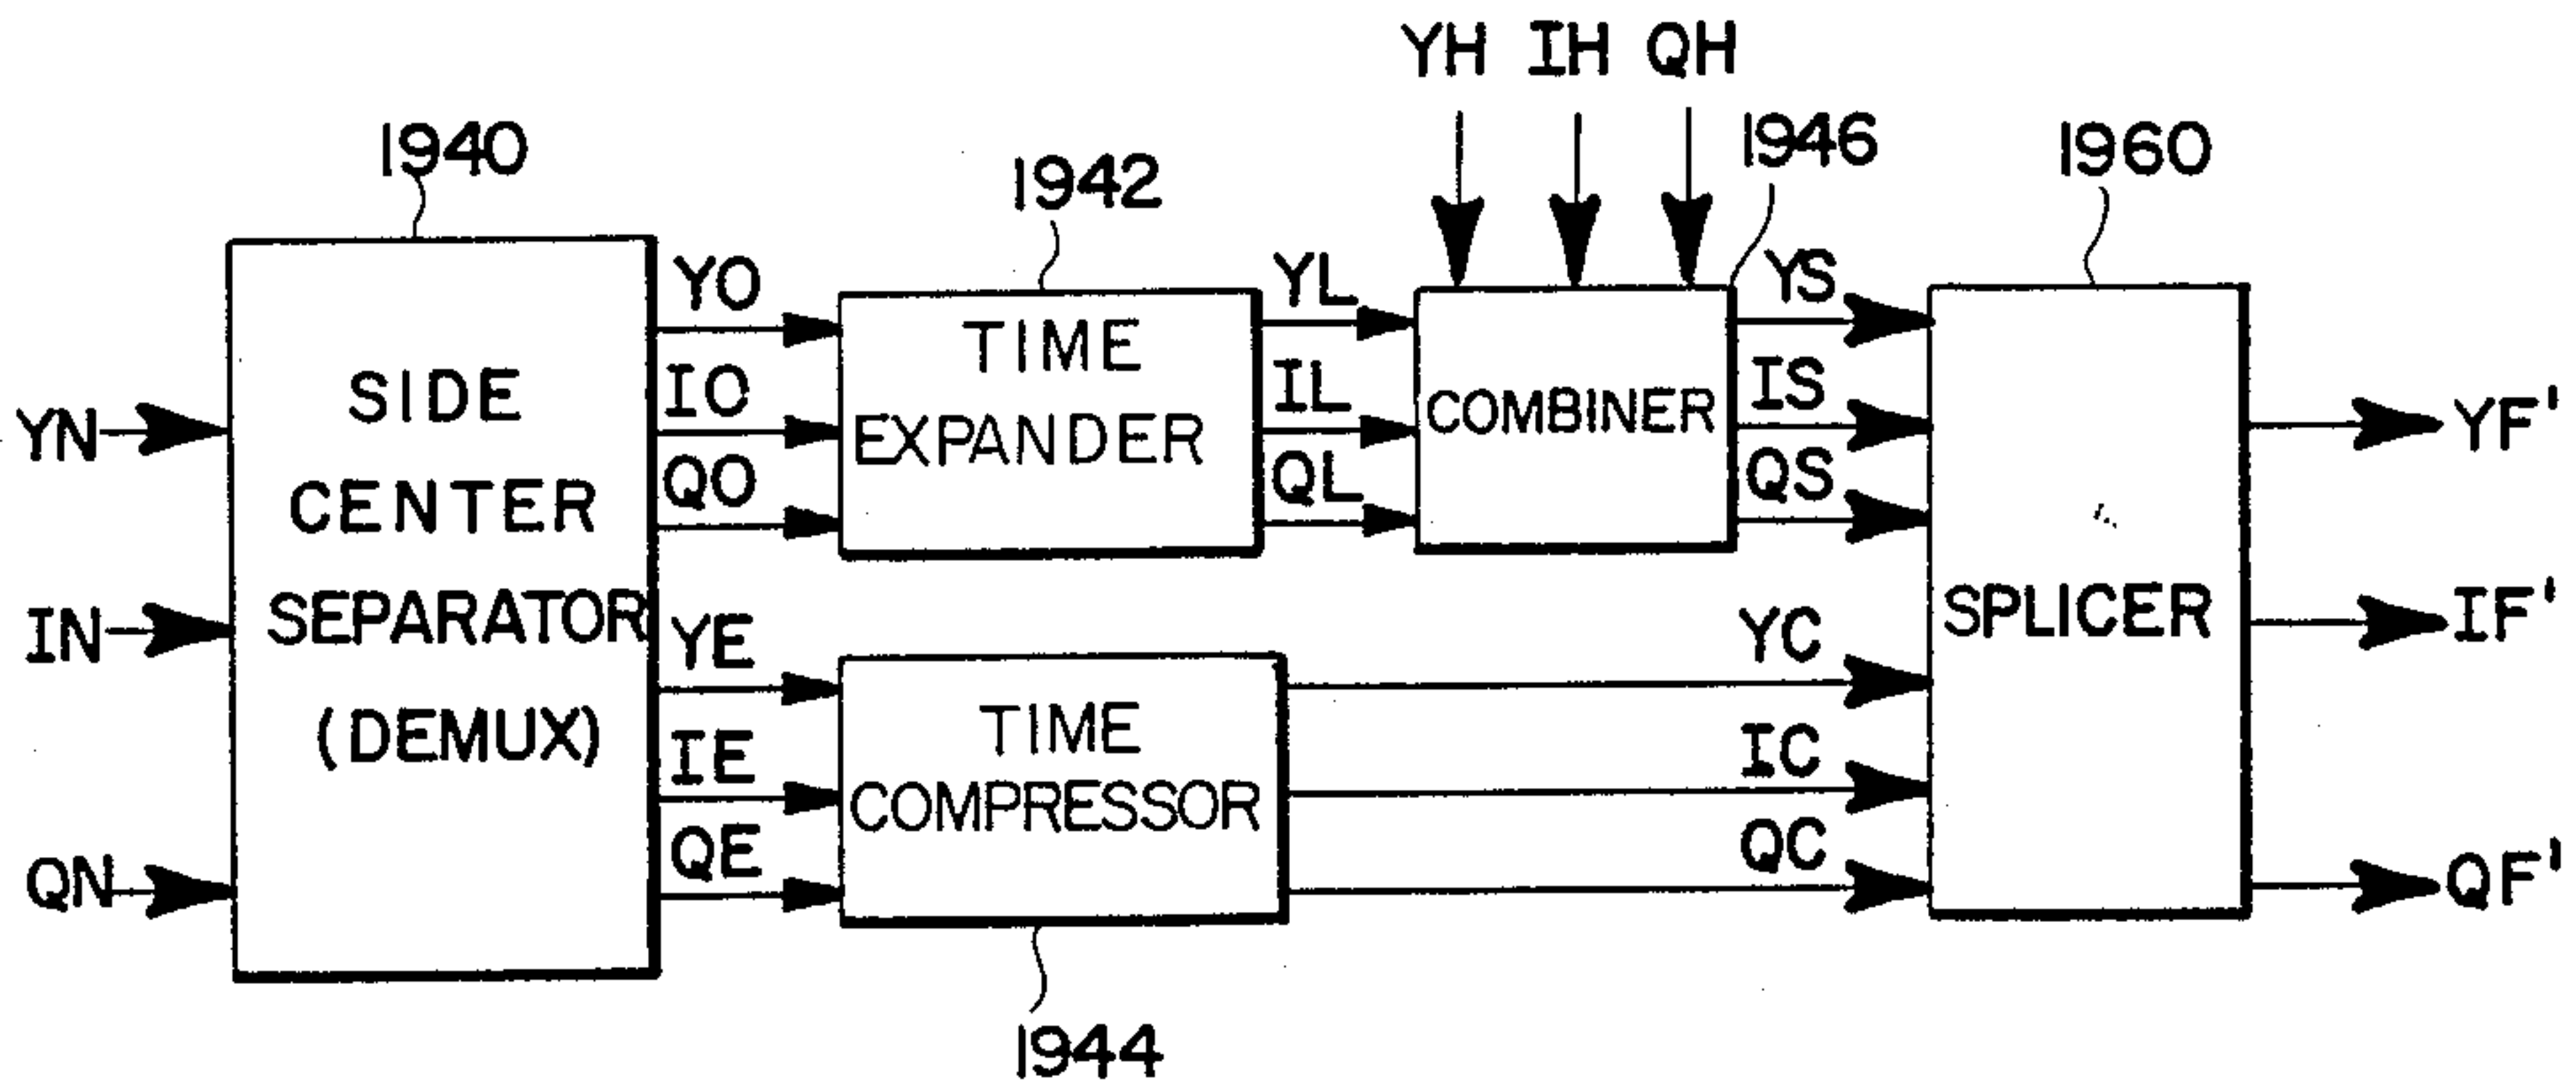 YH IH QH
1940
1942
1946
1960
YN
IN
QN
SIDE
CENTER
SEPARATOR
(DEMUX)
YO
IO
QO
YE
IE
QE
TIME
EXPANDER
TIME
COMPRESSOR
1944
YL
IL
QL
COMBINER
YS
IS
QS
YC
IC
QC
SPLICER
YF'
IF'
QF'